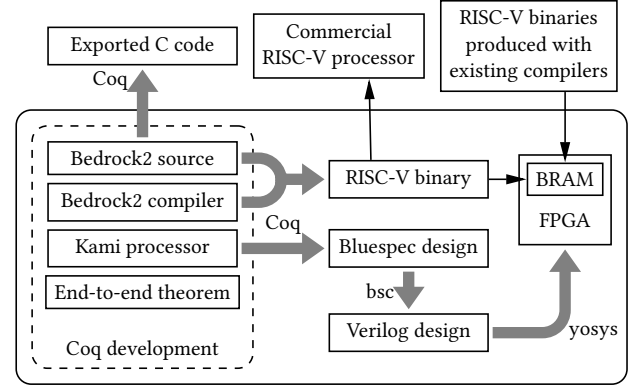 Exported C code
Commercial
RISC-V processor
RISC-V binaries
produced with
existing compilers
Coq
Bedrock2 source
Bedrock2 compiler
Kami processor
End-to-end theorem
Coq development
RISC-V binary
BRAM
FPGA
Coq
Bluespec design
bsc
Verilog design
yosys